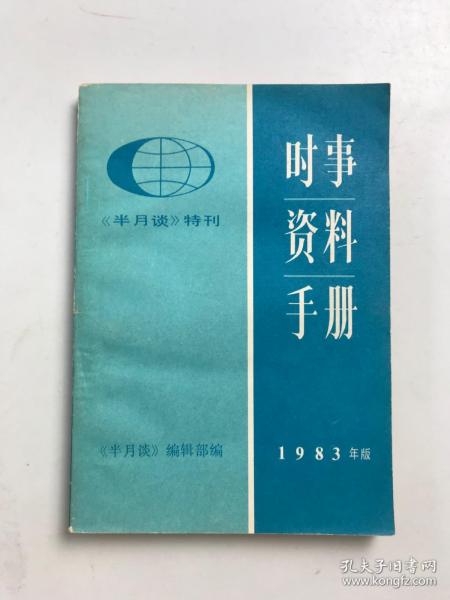 《半月谈》特刊
《半月谈》编辑部编
时事
资料
手册
1983年版
孔夫子旧书网
www.kongfz.com